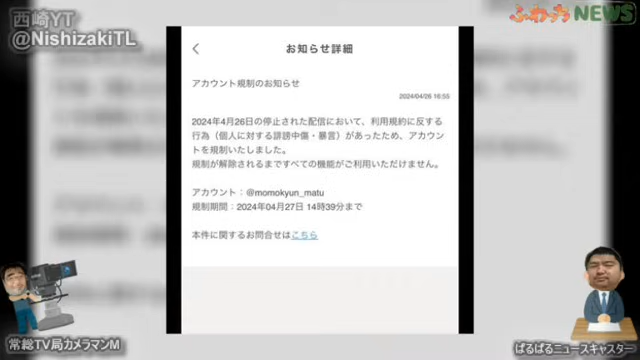 西崎YT
@NishizakiTL
ふわっちNEWS
お知らせ詳細
アカウント規制のお知らせ
2024/04/26 16:55
2024年4月26日の停止された配信において、利用規約に反する
行為（個人に対する誹謗中傷・暴言）があったため、アカウン
トを規制いたしました。
規制が解除されるまですべての機能がご利用いただけません。
アカウント：@momokyun_matu
規制期間：2024年04月27日 14時39分まで
本件に関するお問合せはこちら
常総TV局カメラマンM
ぱるぱるニュースキャスター